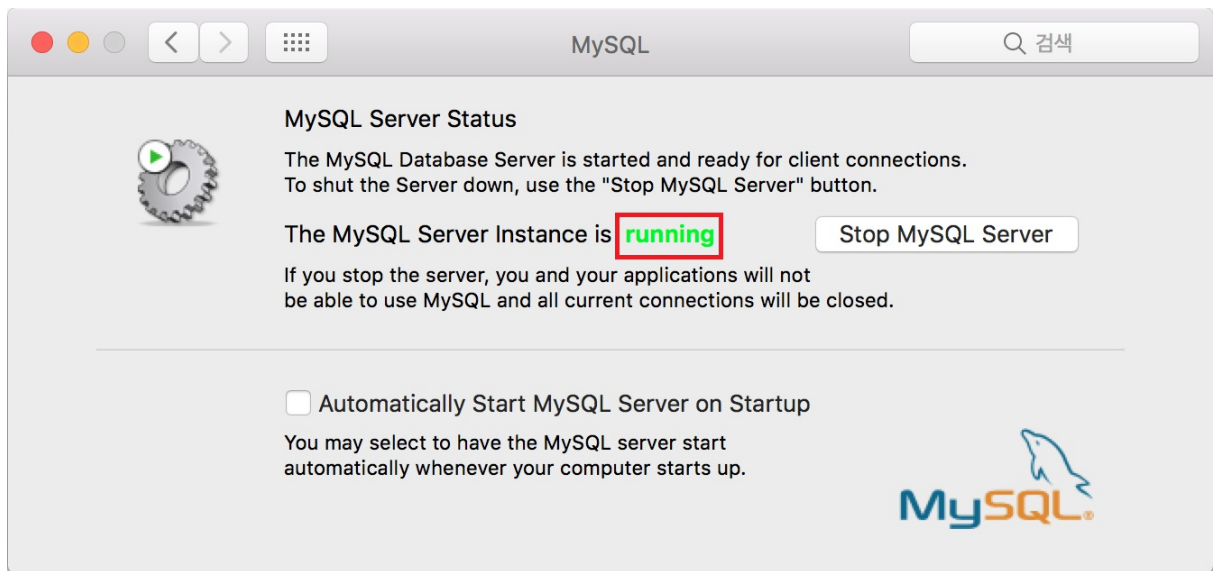 MySQL
검색
MySQL Server Status
The MySQL Database Server is started and ready for client connections.
To shut the Server down, use the "Stop MySQL Server" button.
The MySQL Server Instance is running
Stop MySQL Server
If you stop the server, you and your applications will not
be able to use MySQL and all current connections will be closed.
Automatically Start MySQL Server on Startup
You may select to have the MySQL server start
automatically whenever your computer starts up.
MySQL®